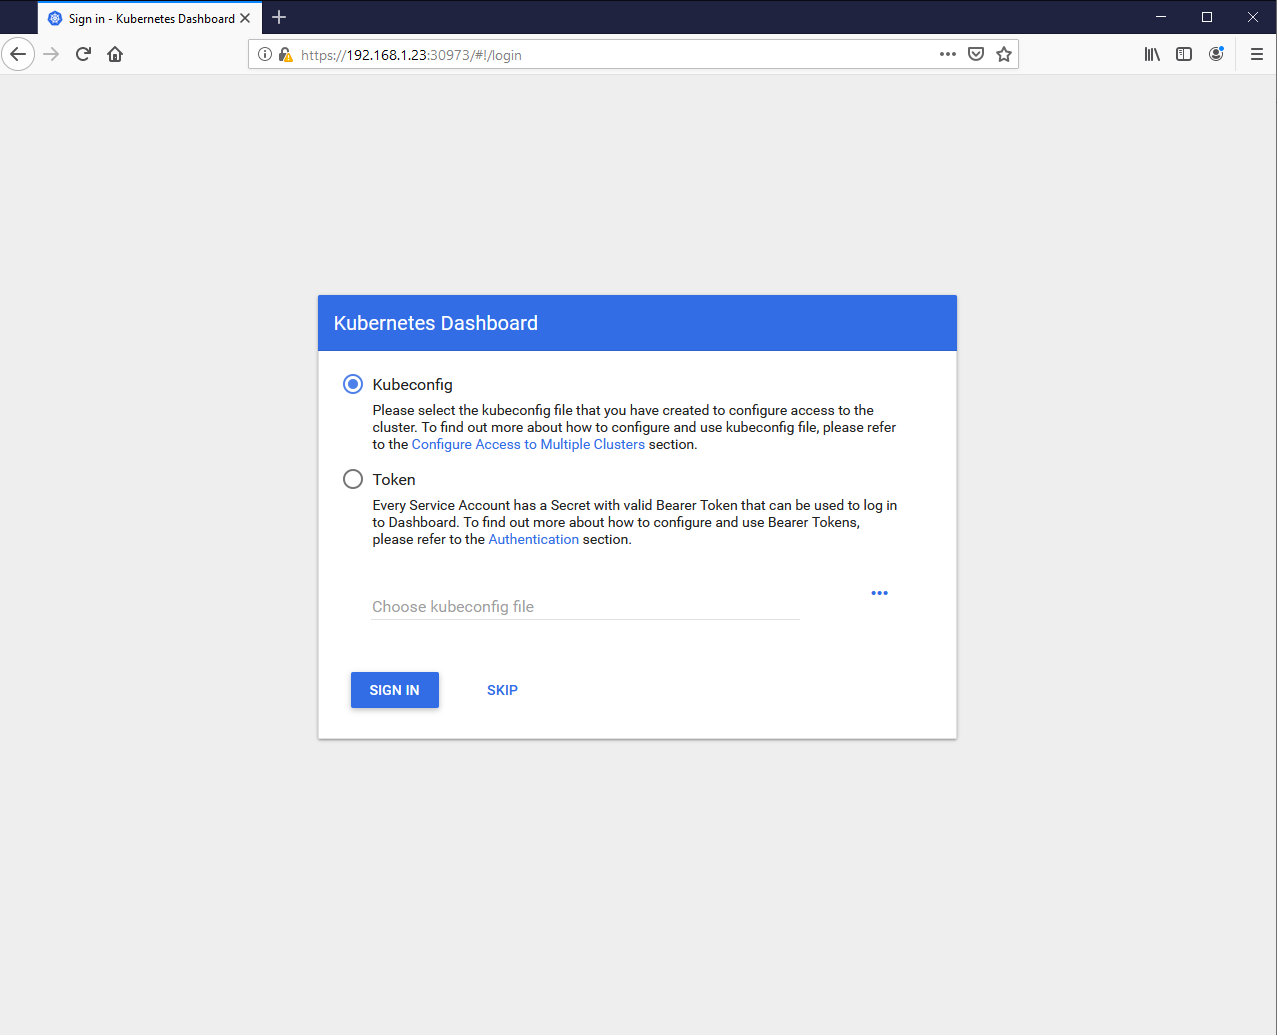 Sign in - Kubernetes Dashboard
https://192.168.1.23:30973/#!/login
Kubernetes Dashboard
Kubeconfig
Please select the kubeconfig file that you have created to configure access to the
cluster. To find out more about how to configure and use kubeconfig file, please refer
to the Configure Access to Multiple Clusters section.
Token
Every Service Account has a Secret with valid Bearer Token that can be used to log in
to Dashboard. To find out more about how to configure and use Bearer Tokens,
please refer to the Authentication section.
Choose kubeconfig file
SIGN IN SKIP